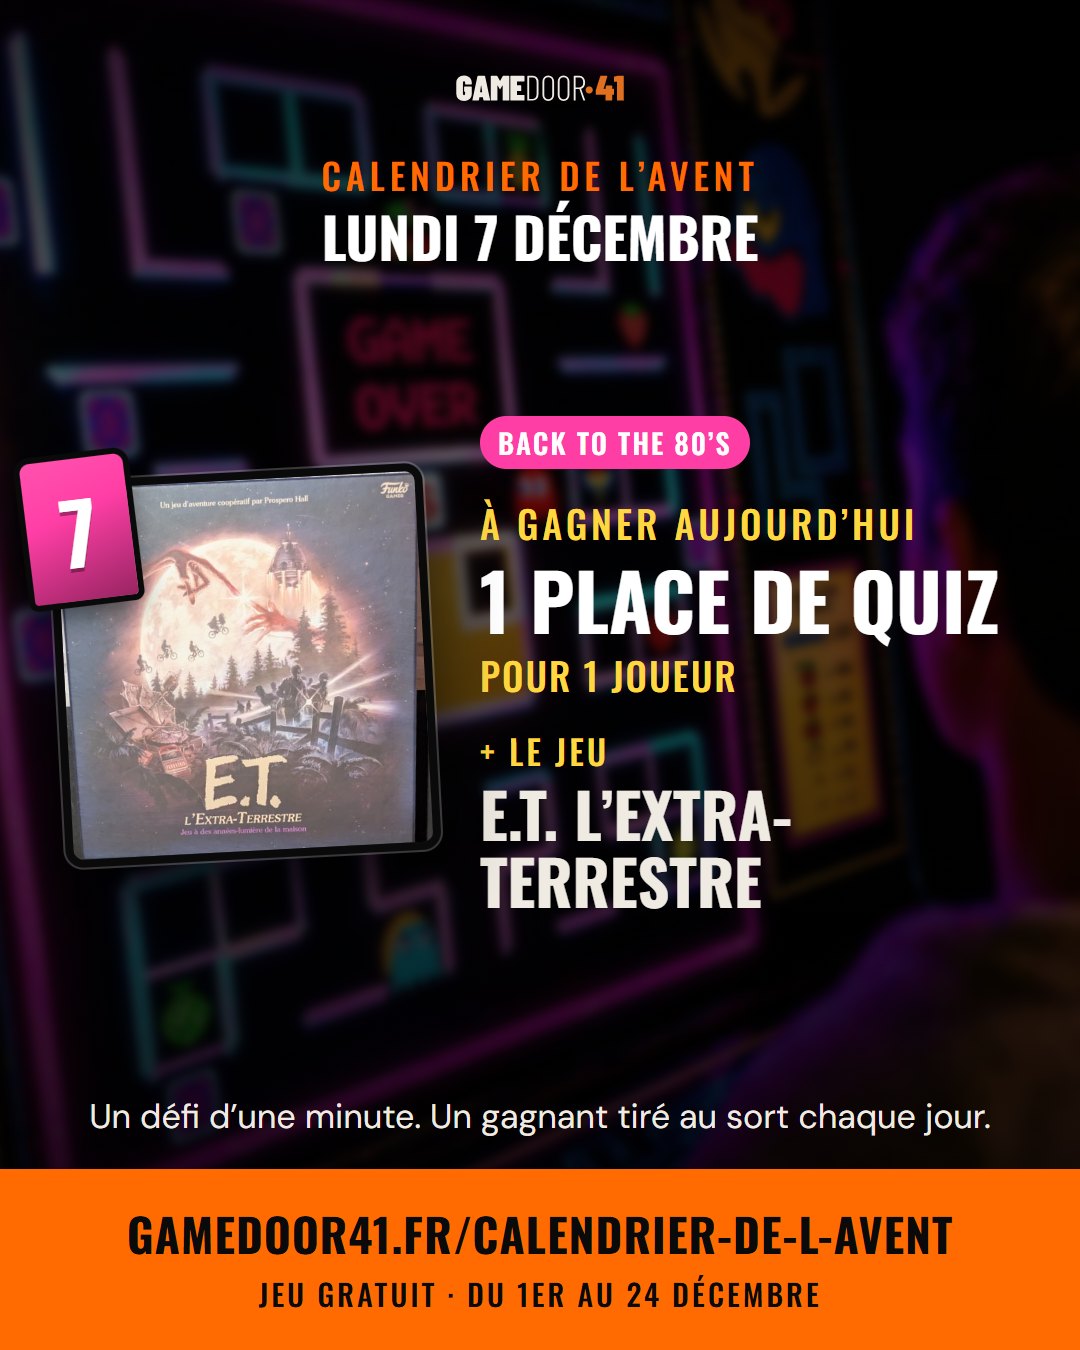 GAMEDOOR·41
CALENDRIER DE L’AVENT
LUNDI 7 DÉCEMBRE
GAME
OVER
BACK TO THE 80’S
7
Un jeu d'aventure coopératif par Prospero Hall
Funko
GAMES
E.T.
L'EXTRA-TERRESTRE
Jeu à des années-lumière de la maison
À GAGNER AUJOURD’HUI
1 PLACE DE QUIZ
POUR 1 JOUEUR
+ LE JEU
E.T. L’EXTRA-
TERRESTRE
Un défi d’une minute. Un gagnant tiré au sort chaque jour.
GAMEDOOR41.FR/CALENDRIER-DE-L-AVENT
JEU GRATUIT · DU 1ER AU 24 DÉCEMBRE